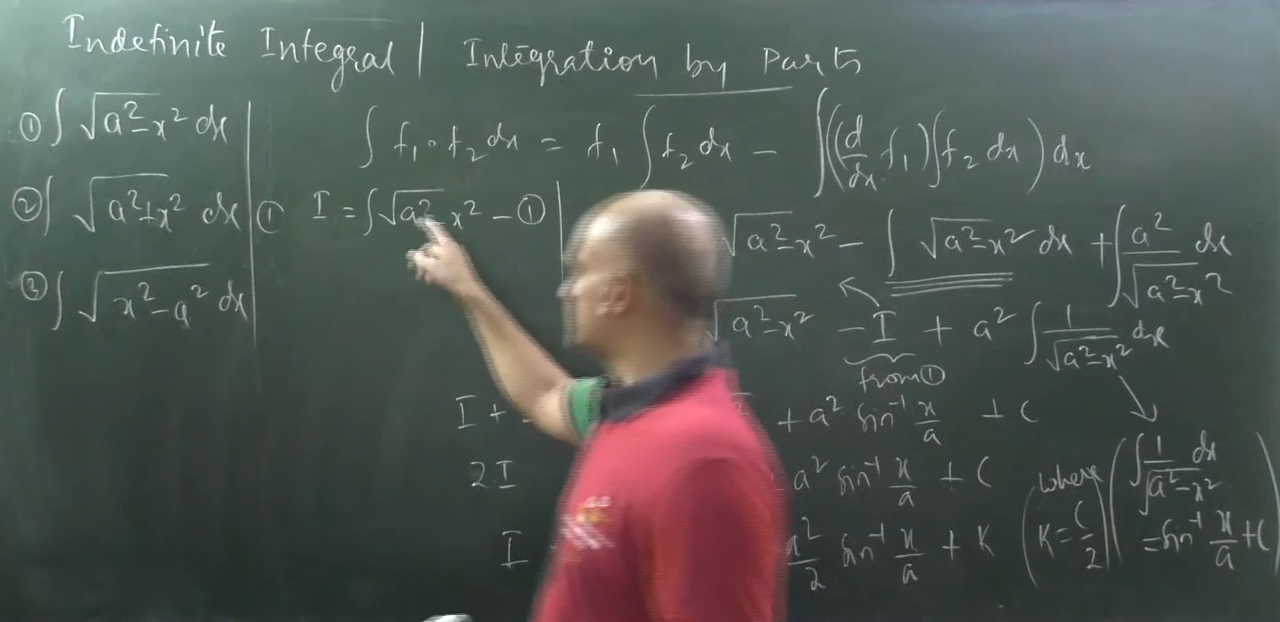 Indefinite Integral | Integration by Parts
① ∫ √a²-x² dx
② ∫ √a²+x² dx
③ ∫ √x²-a² dx
∫ f₁ · f₂ dx = f₁ ∫ f₂ dx - ∫((d/dx f₁) ∫ f₂ dx) dx
① I = ∫ √a²-x² - ①
√a²-x² - ∫ √a²-x² dx + ∫ a²/√a²-x² dx
√a²-x² - I + a² ∫ 1/√a²-x² dx
from ①
I + + a² sin⁻¹ x/a + C
2I a² sin⁻¹ x/a + C
I a²/2 sin⁻¹ x/a + K (where K = C/2)
(∫ 1/√a²-x² dx = sin⁻¹ x/a + C)